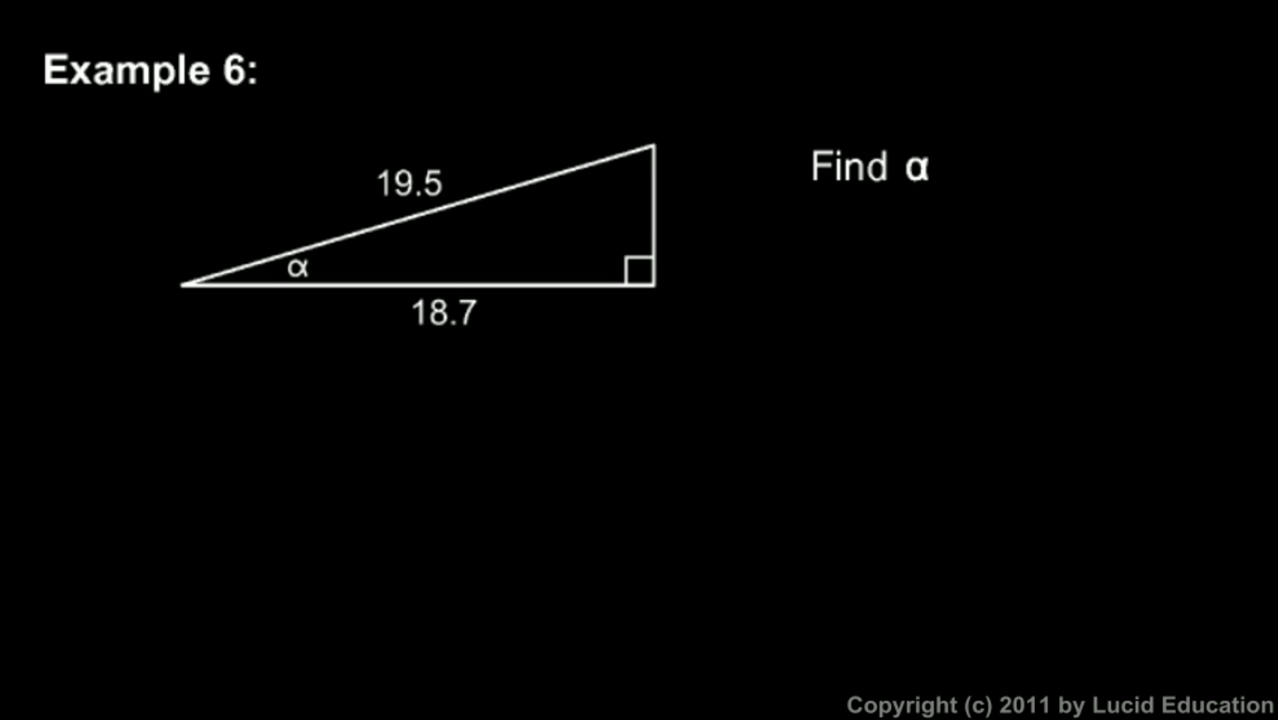 Example 6:
Find α
19.5
α
18.7
Copyright (c) 2011 by Lucid Education